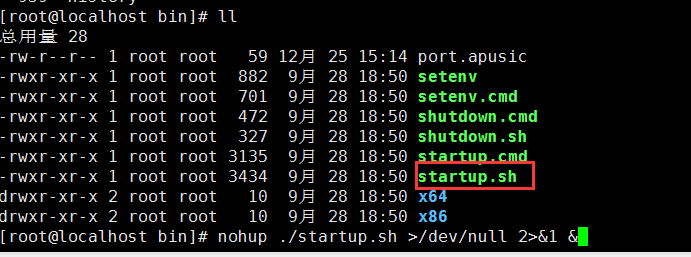 [root@localhost bin]# ll
总用量 28
-rw-r--r-- 1 root root   59 12月 25 15:14 port.apusic
-rwxr-xr-x 1 root root  882  9月 28 18:50 setenv
-rwxr-xr-x 1 root root  701  9月 28 18:50 setenv.cmd
-rwxr-xr-x 1 root root  472  9月 28 18:50 shutdown.cmd
-rwxr-xr-x 1 root root  327  9月 28 18:50 shutdown.sh
-rwxr-xr-x 1 root root 3135  9月 28 18:50 startup.cmd
-rwxr-xr-x 1 root root 3434  9月 28 18:50 startup.sh
drwxr-xr-x 2 root root   10  9月 28 18:50 x64
drwxr-xr-x 2 root root   10  9月 28 18:50 x86
[root@localhost bin]# nohup ./startup.sh >/dev/null 2>&1 &